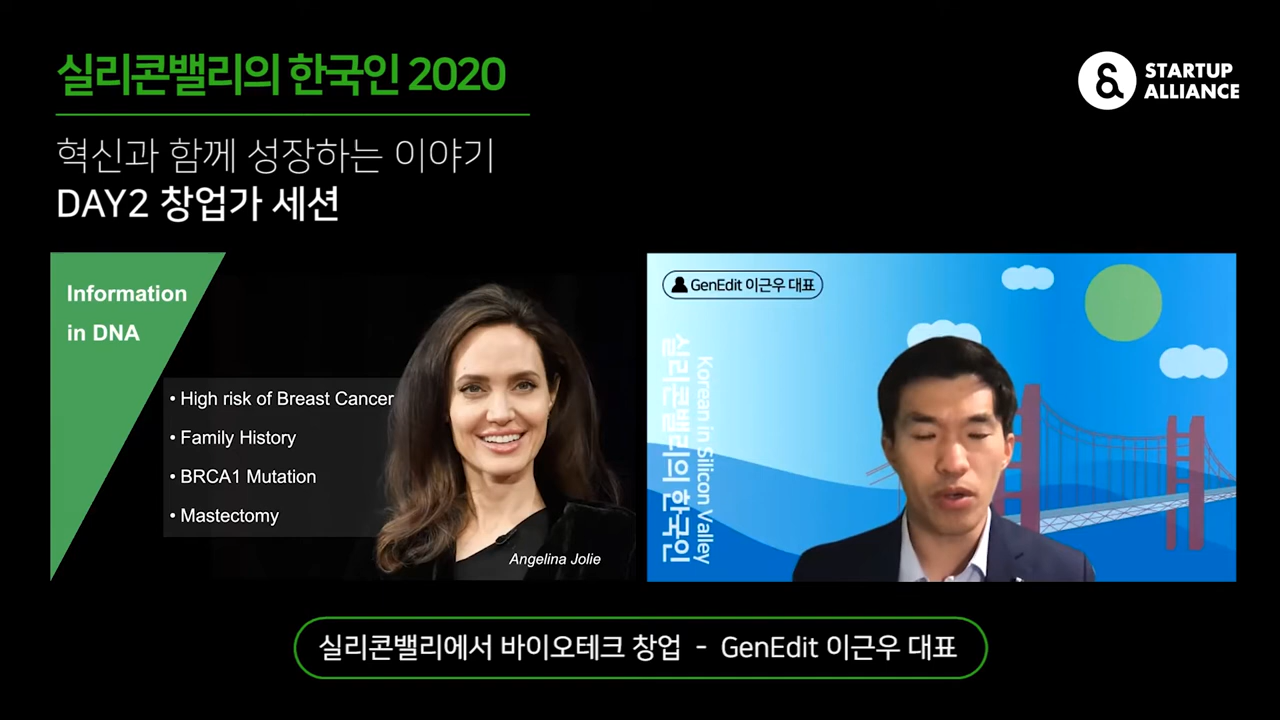 실리콘밸리의 한국인 2020
STARTUP
ALLIANCE
혁신과 함께 성장하는 이야기
DAY2 창업가 세션
Information
in DNA
• High risk of Breast Cancer
• Family History
• BRCA1 Mutation
• Mastectomy
Angelina Jolie
GenEdit 이근우 대표
Korean in Silicon Valley
실리콘밸리의 한국인
실리콘밸리에서 바이오테크 창업 - GenEdit 이근우 대표